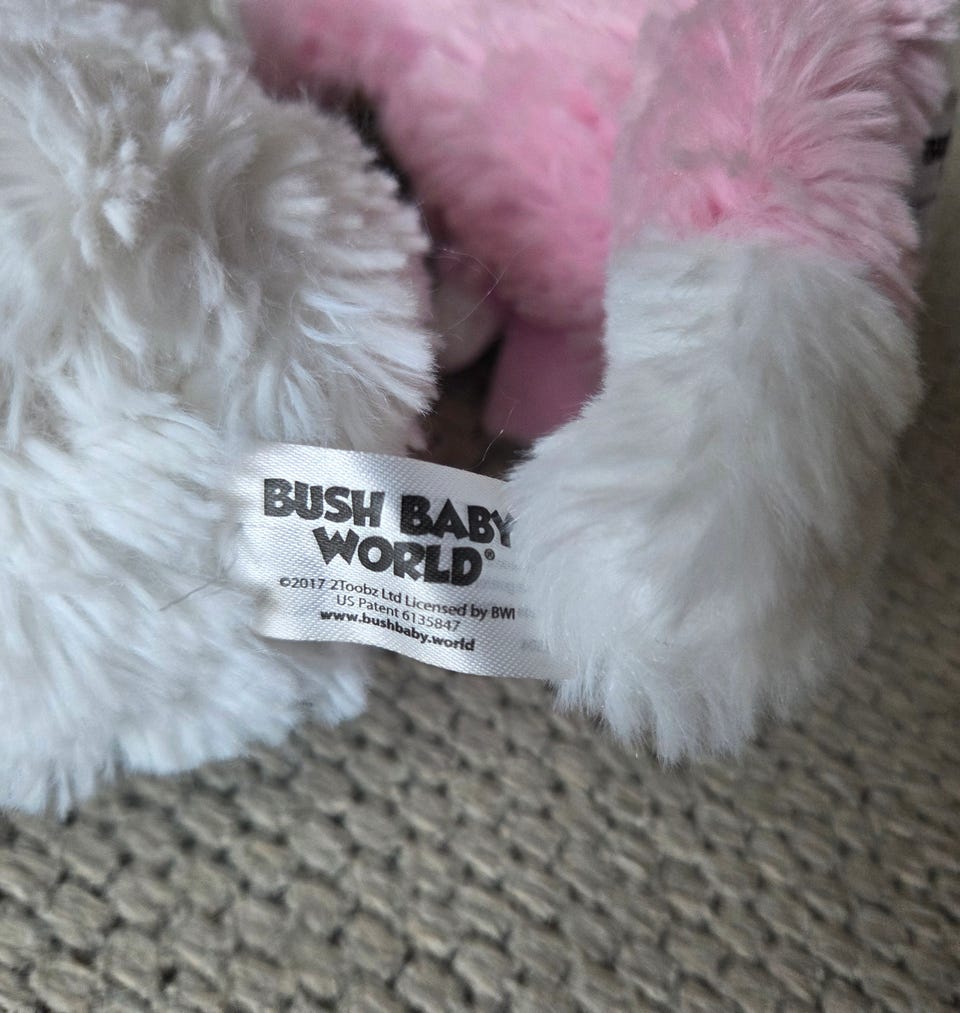 BUSH BABY
WORLD®
©2017 2Toobz Ltd Licensed by BWI
US Patent 6135847
www.bushbaby.world